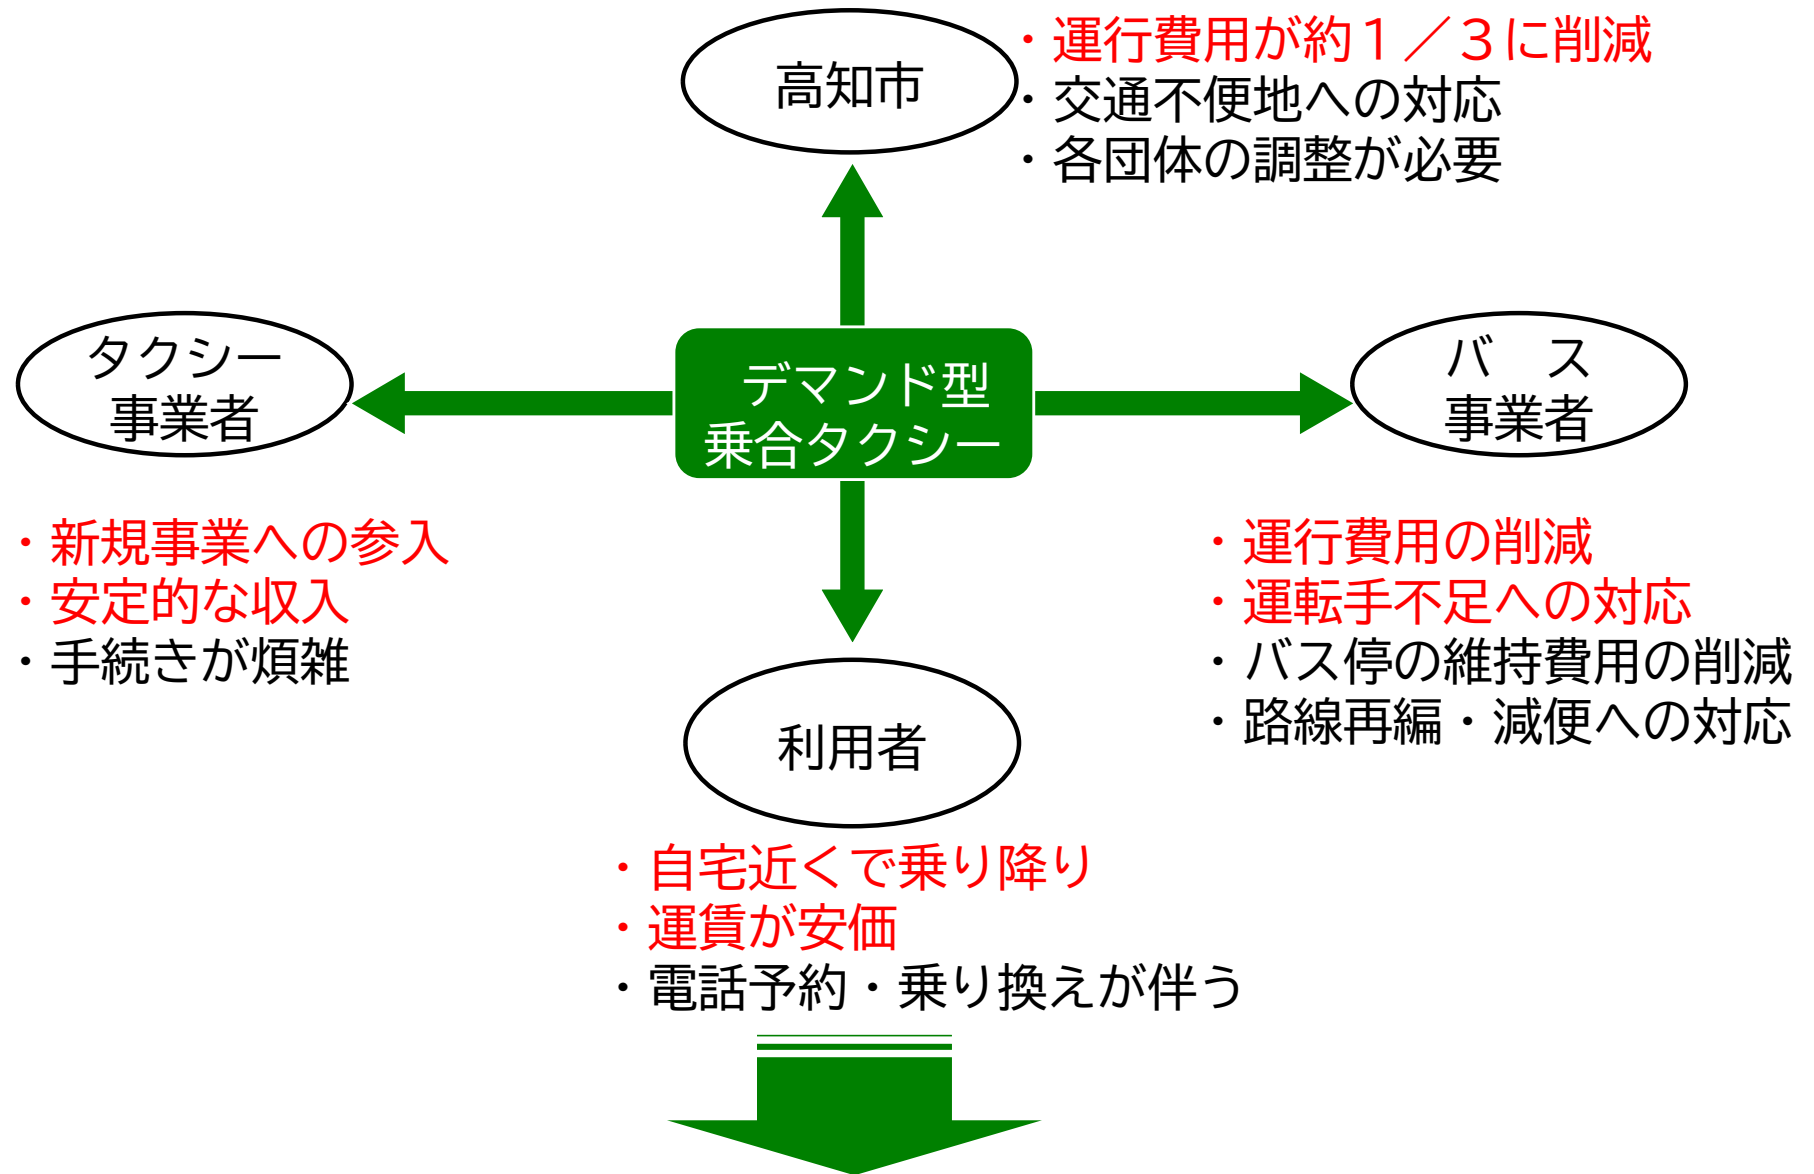 高知市
・運行費用が約１／３に削減
・交通不便地への対応
・各団体の調整が必要
タクシー
事業者
デマンド型
乗合タクシー
バ　ス
事業者
・新規事業への参入
・安定的な収入
・手続きが煩雑
・運行費用の削減
・運転手不足への対応
・バス停の維持費用の削減
・路線再編・減便への対応
利用者
・自宅近くで乗り降り
・運賃が安価
・電話予約・乗り換えが伴う